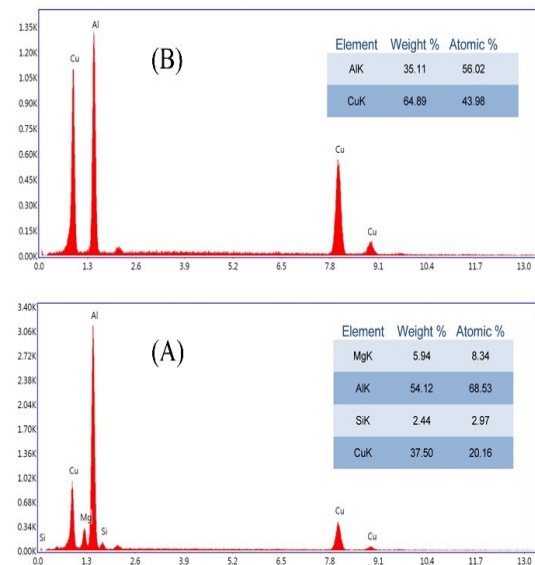 1.35K
1.20K
1.05K
0.90K
0.75K
0.60K
0.45K
0.30K
0.15K
0.00K
Cu
Al
(B)
Element Weight % Atomic %
AlK 35.11 56.02
CuK 64.89 43.98
Cu
Cu
0.0 1.3 2.6 3.9 5.2 6.5 7.8 9.1 10.4 11.7 13.0
3.40K
3.06K
2.72K
2.38K
2.04K
1.70K
1.36K
1.02K
0.68K
0.34K
0.00K
Al
(A)
Element Weight % Atomic %
MgK 5.94 8.34
AlK 54.12 68.53
SiK 2.44 2.97
CuK 37.50 20.16
Cu
Mg
Si
Si
Cu
Cu
0.0 1.3 2.6 3.9 5.2 6.5 7.8 9.1 10.4 11.7 13.0